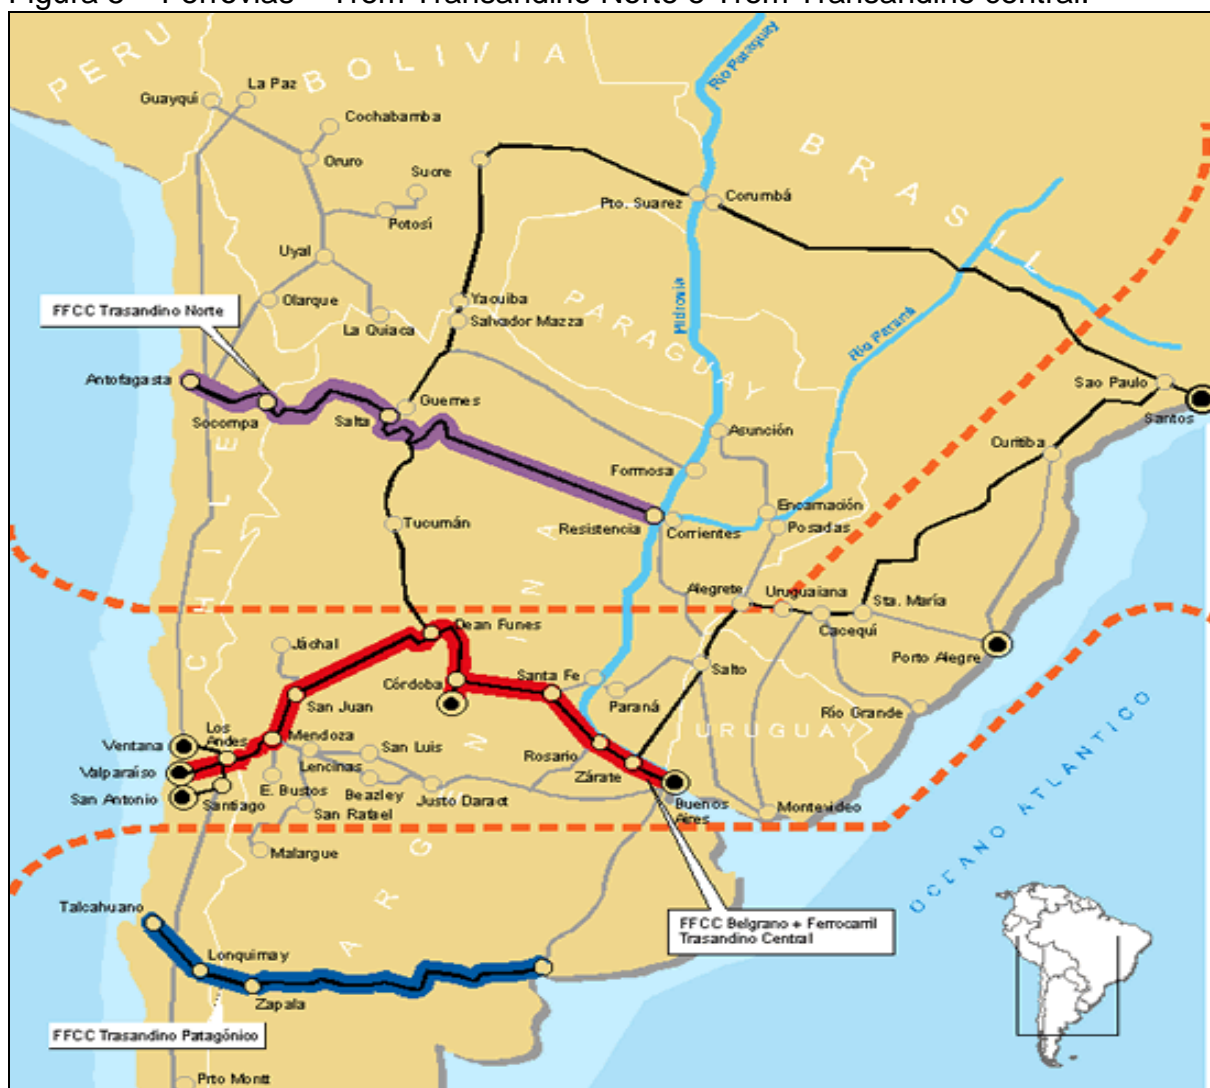 PERU
BOLIVIA
Rio Paraguay
La Paz
Guayquí
Cochabamba
Oruro
BRASIL
Sucre
Pto. Suarez
Corumbá
Potosí
Uyal
Hidrovia
Olarque
Yaouiba
PARAGUAY
FFCC Trasandino Norte
La Quiaca
Salvador Mazza
Rio Paraná
Antofagasta
Sao Paulo
Guemes
Socompa
Salta
Santos
Asunción
Curitiba
Formosa
CHILE
Encarnación
Tucumán
Resistencia
Corrientes
Posadas
ARGENTINA
Alegrete
Uruguaiana
Sta. María
Dean Funes
Cacequí
Jáchal
Porto Alegre
Córdoba
Santa Fe
Salto
San Juan
Paraná
Río Grande
Los
Andes
URUGUAY
Ventana
Mendoza
San Luis
Rosario
Valparaíso
Lencinas
Zárate
San Antonio
Santiago
E. Bustos
Beazley
Justo Daract
Buenos
Aires
Montevideo
San Rafael
Malargue
OCEANO ATLANTICO
Talcahuano
FFCC Belgrano + Ferrocarril
Trasandino Central
Lonquimay
Zapala
FFCC Trasandino Patagónico
Prto Montt